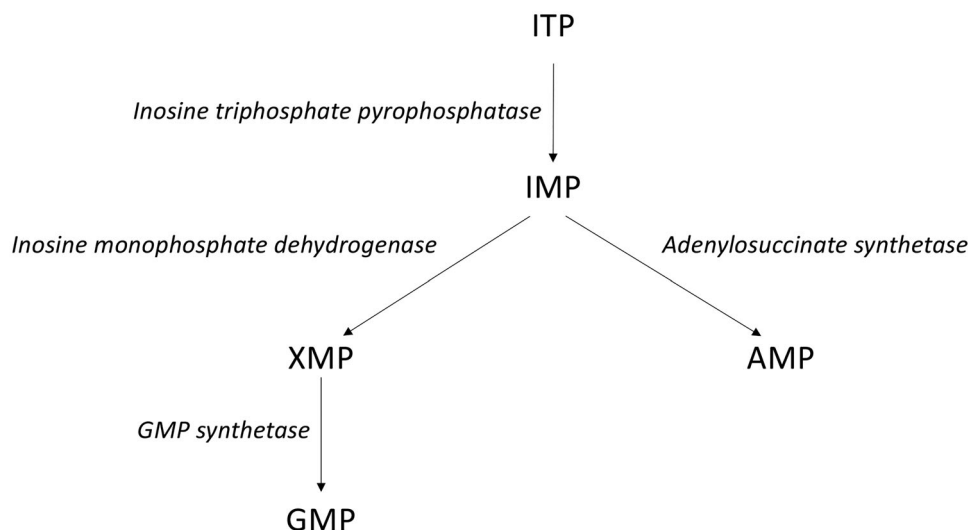 ITP
Inosine triphosphate pyrophosphatase
IMP
Inosine monophosphate dehydrogenase
Adenylosuccinate synthetase
XMP
AMP
GMP synthetase
GMP